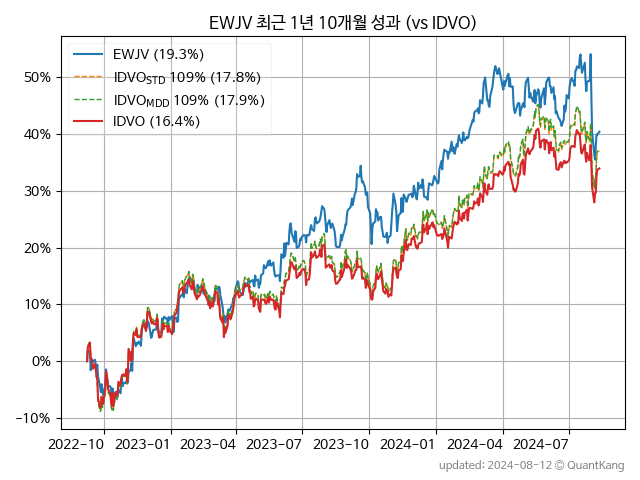 EWJV 최근 1년 10개월 성과 (vs IDVO)
EWJV (19.3%)
IDVO_STD 109% (17.8%)
IDVO_MDD 109% (17.9%)
IDVO (16.4%)
50%
40%
30%
20%
10%
0%
−10%
2022−10 2023−01 2023−04 2023−07 2023−10 2024−01 2024−04 2024−07
updated: 2024-08-12 © QuantKang